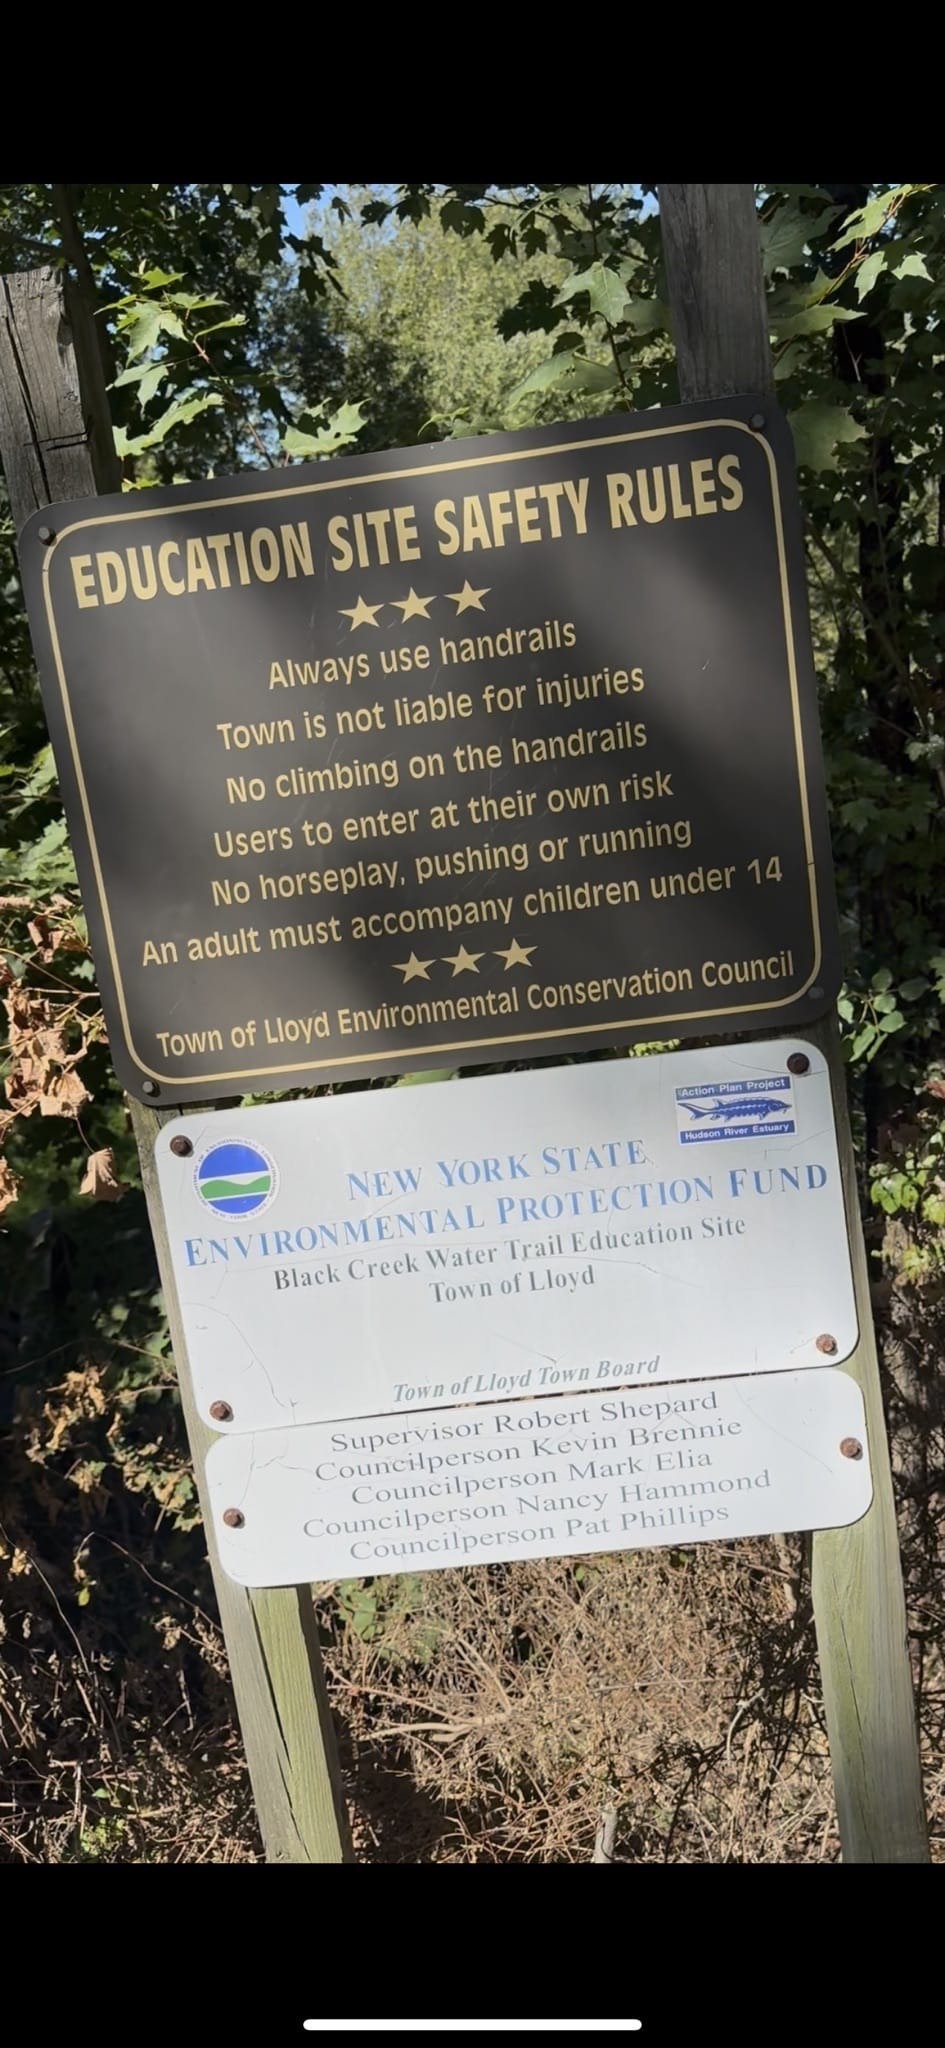 EDUCATION SITE SAFETY RULES
Always use handrails
Town is not liable for injuries
No climbing on the handrails
Users to enter at their own risk
No horseplay, pushing or running
An adult must accompany children under 14
Town of Lloyd Environmental Conservation Council
Action Plan Project
Hudson River Estuary
NEW YORK STATE
ENVIRONMENTAL PROTECTION FUND
Black Creek Water Trail Education Site
Town of Lloyd
Town of Lloyd Town Board
Supervisor Robert Shepard
Councilperson Kevin Brennie
Councilperson Mark Elia
Councilperson Nancy Hammond
Councilperson Pat Phillips